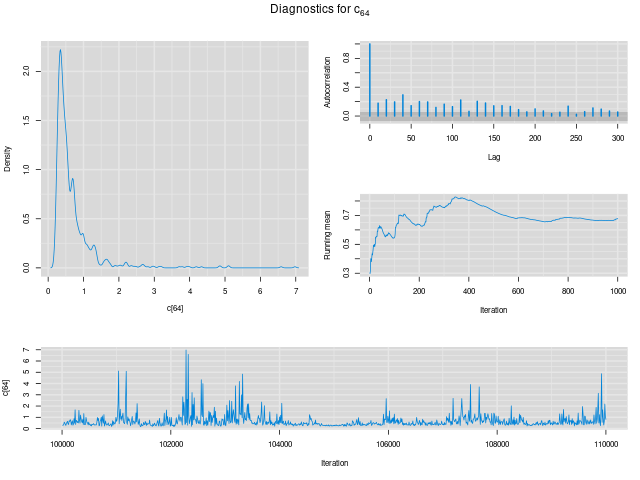 Diagnostics for c64
Density
0.0 0.5 1.0 1.5 2.0
0 1 2 3 4 5 6 7
c[64]
Autocorrelation
0.0 0.4 0.8
0 50 100 150 200 250 300
Lag
Running mean
0.3 0.5 0.7
0 200 400 600 800 1000
Iteration
c[64]
0 1 2 3 4 5 6 7
100000 102000 104000 106000 108000 110000
Iteration